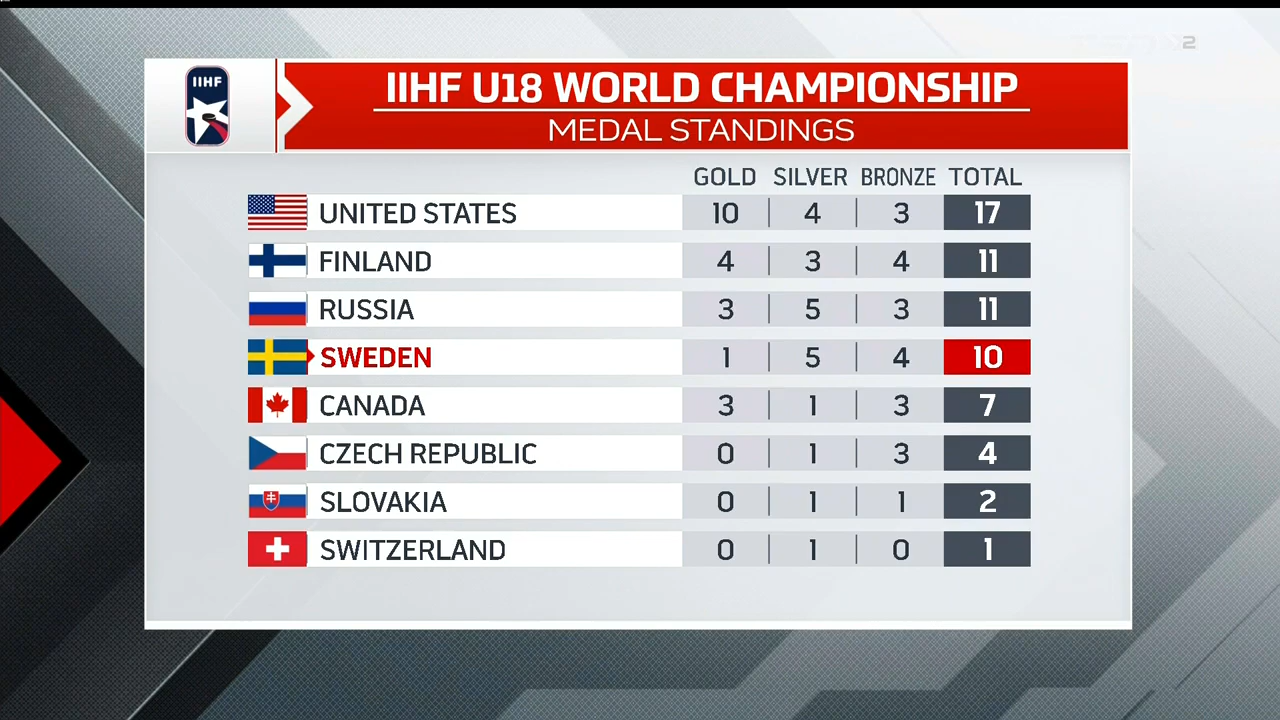 IIHF
IIHF U18 WORLD CHAMPIONSHIP
MEDAL STANDINGS
GOLD SILVER BRONZE TOTAL
UNITED STATES 10 4 3 17
FINLAND 4 3 4 11
RUSSIA 3 5 3 11
SWEDEN 1 5 4 10
CANADA 3 1 3 7
CZECH REPUBLIC 0 1 3 4
SLOVAKIA 0 1 1 2
SWITZERLAND 0 1 0 1